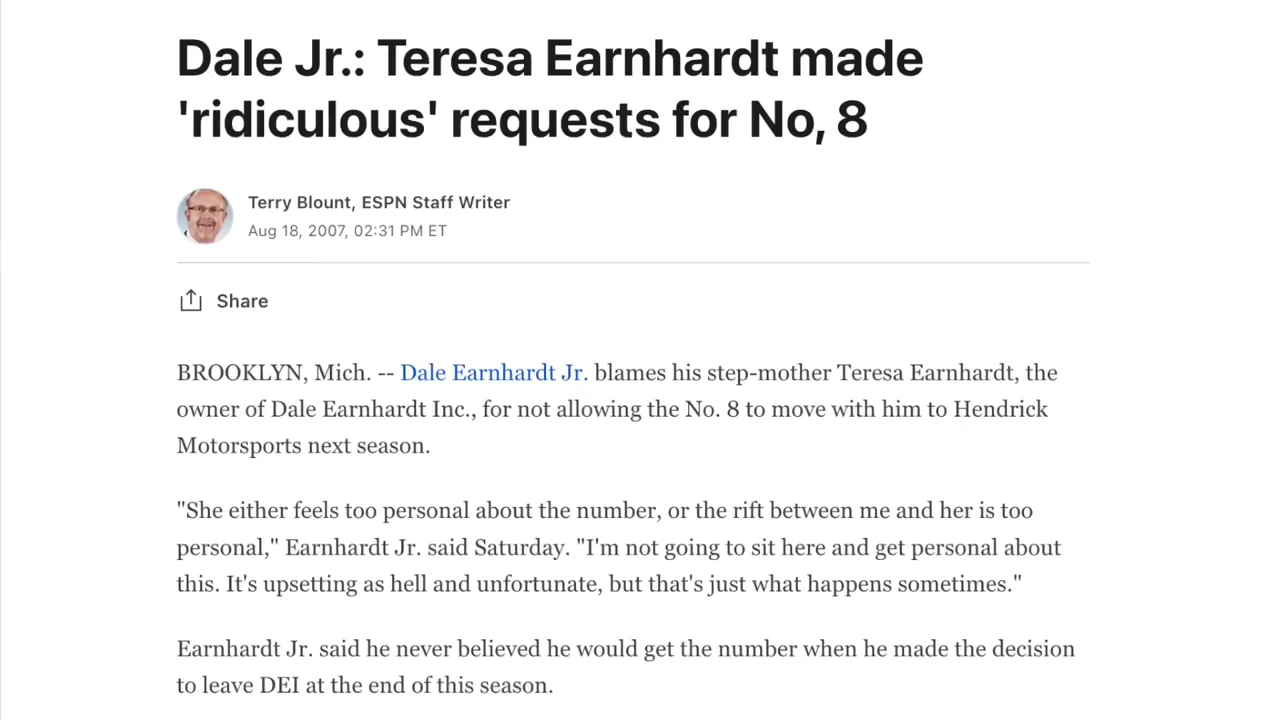 Dale Jr.: Teresa Earnhardt made
'ridiculous' requests for No, 8
Terry Blount, ESPN Staff Writer
Aug 18, 2007, 02:31 PM ET
Share
BROOKLYN, Mich. -- Dale Earnhardt Jr. blames his step-mother Teresa Earnhardt, the
owner of Dale Earnhardt Inc., for not allowing the No. 8 to move with him to Hendrick
Motorsports next season.
"She either feels too personal about the number, or the rift between me and her is too
personal," Earnhardt Jr. said Saturday. "I'm not going to sit here and get personal about
this. It's upsetting as hell and unfortunate, but that's just what happens sometimes."
Earnhardt Jr. said he never believed he would get the number when he made the decision
to leave DEI at the end of this season.